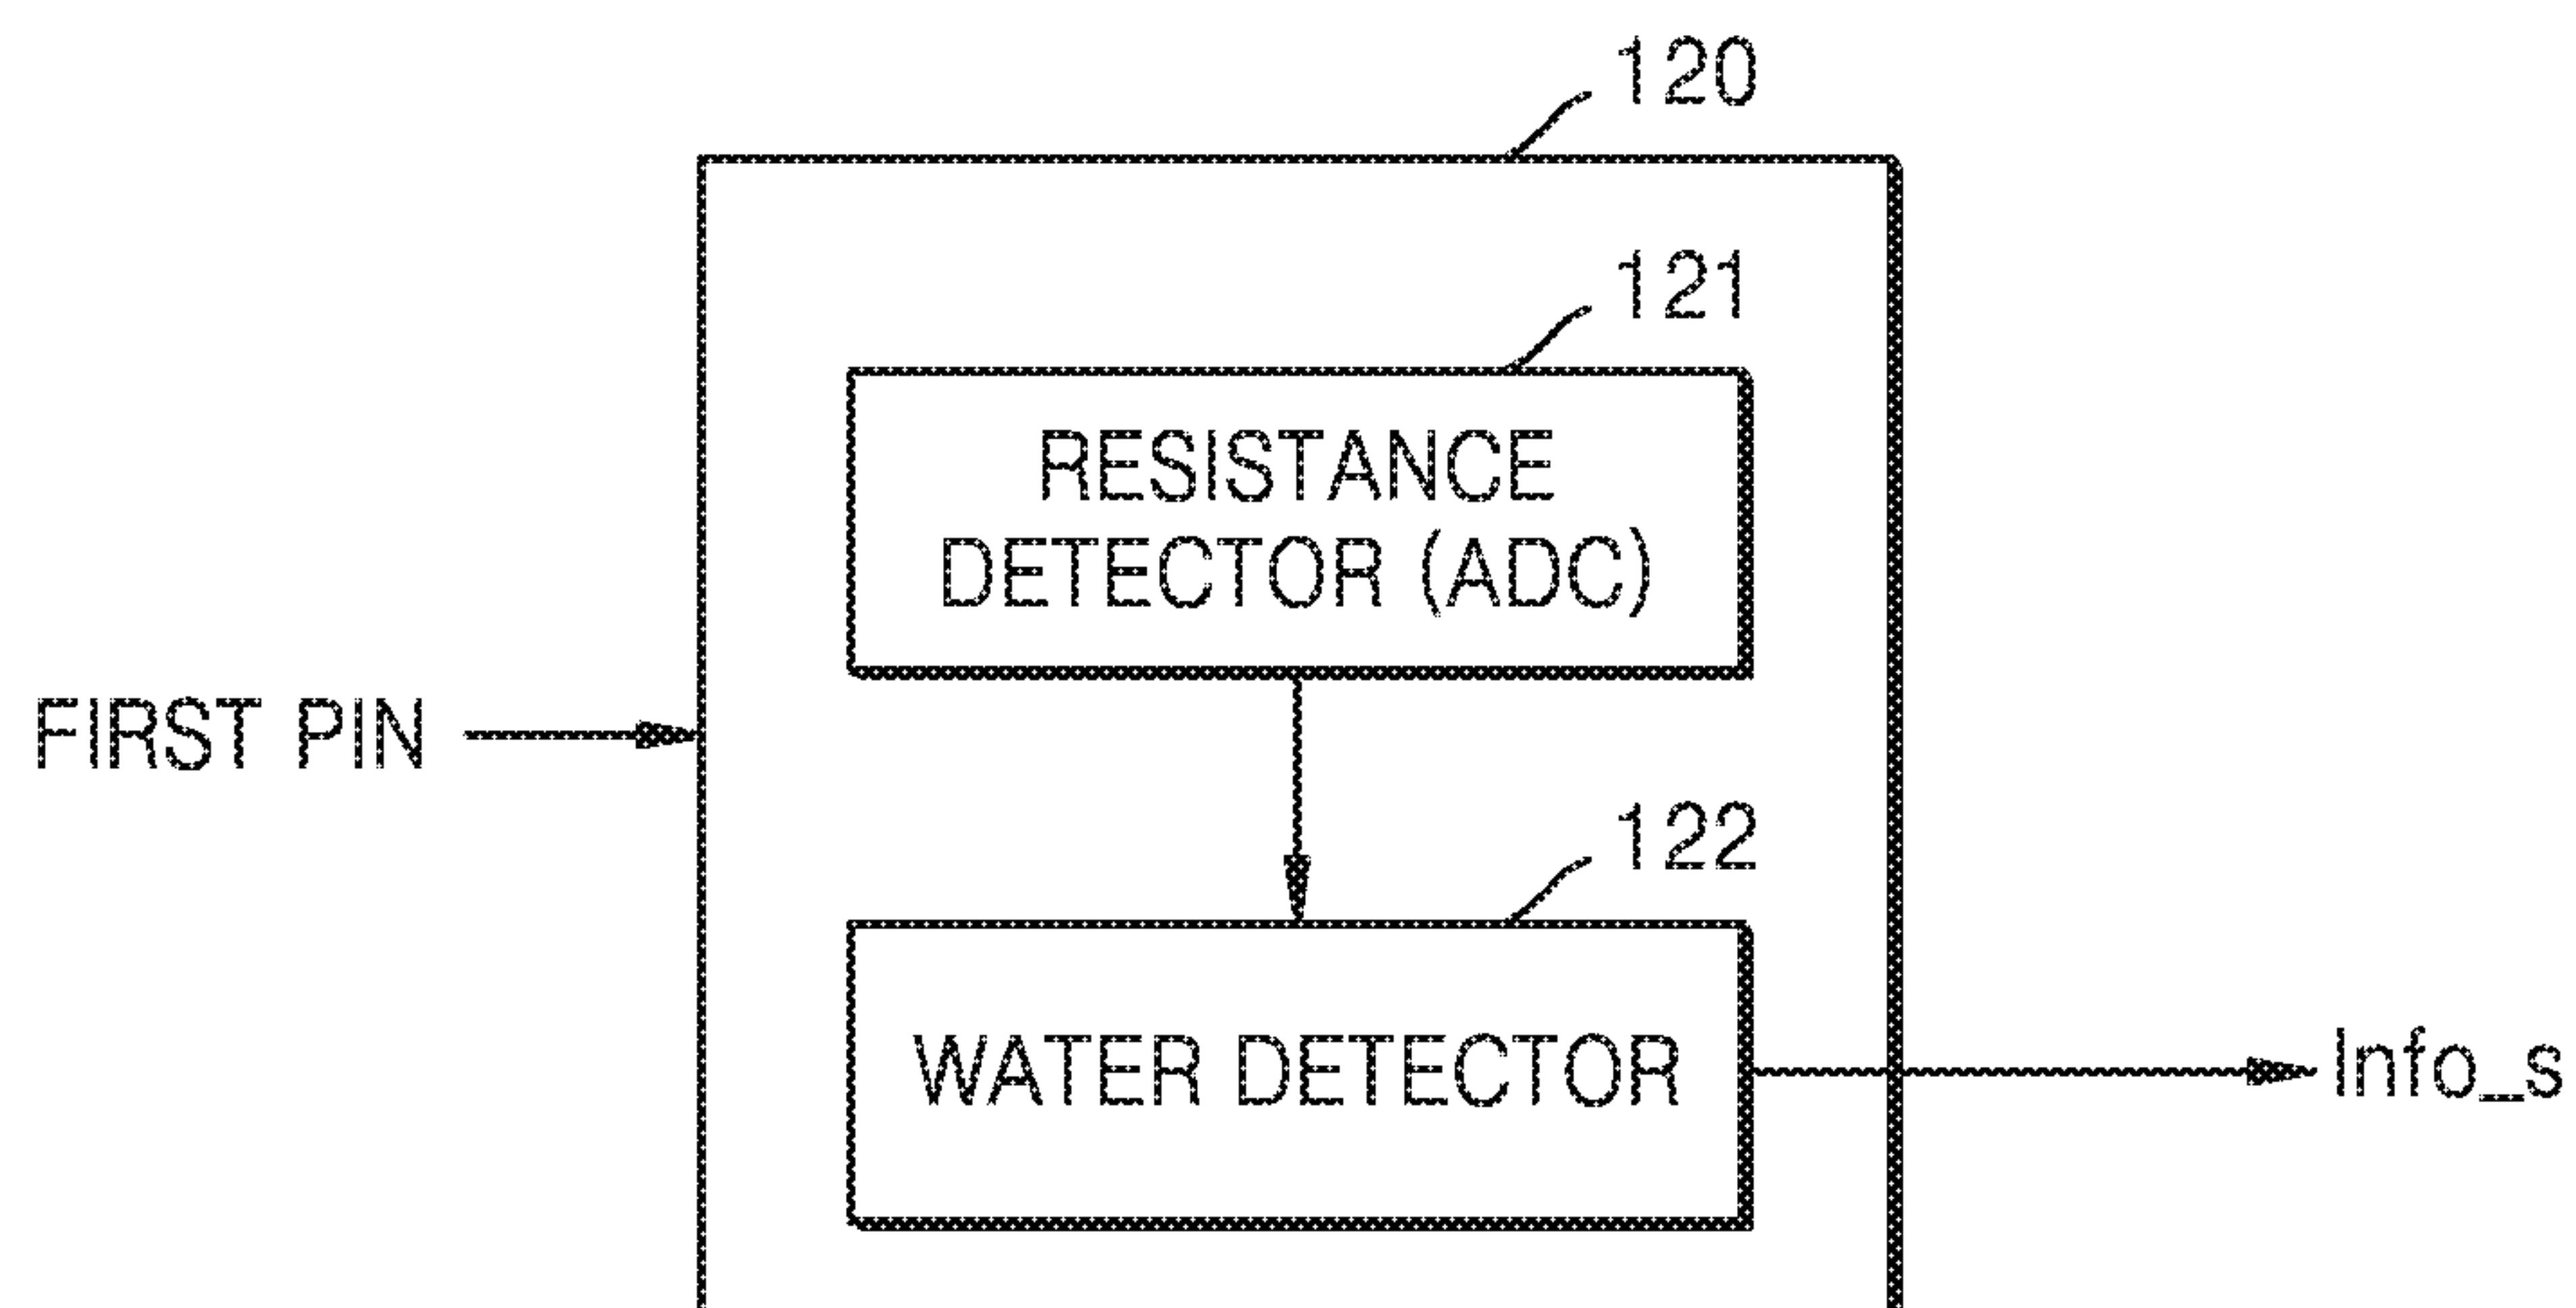 120
121
RESISTANCE
DETECTOR (ADC)
FIRST PIN
122
WATER DETECTOR
Info_s